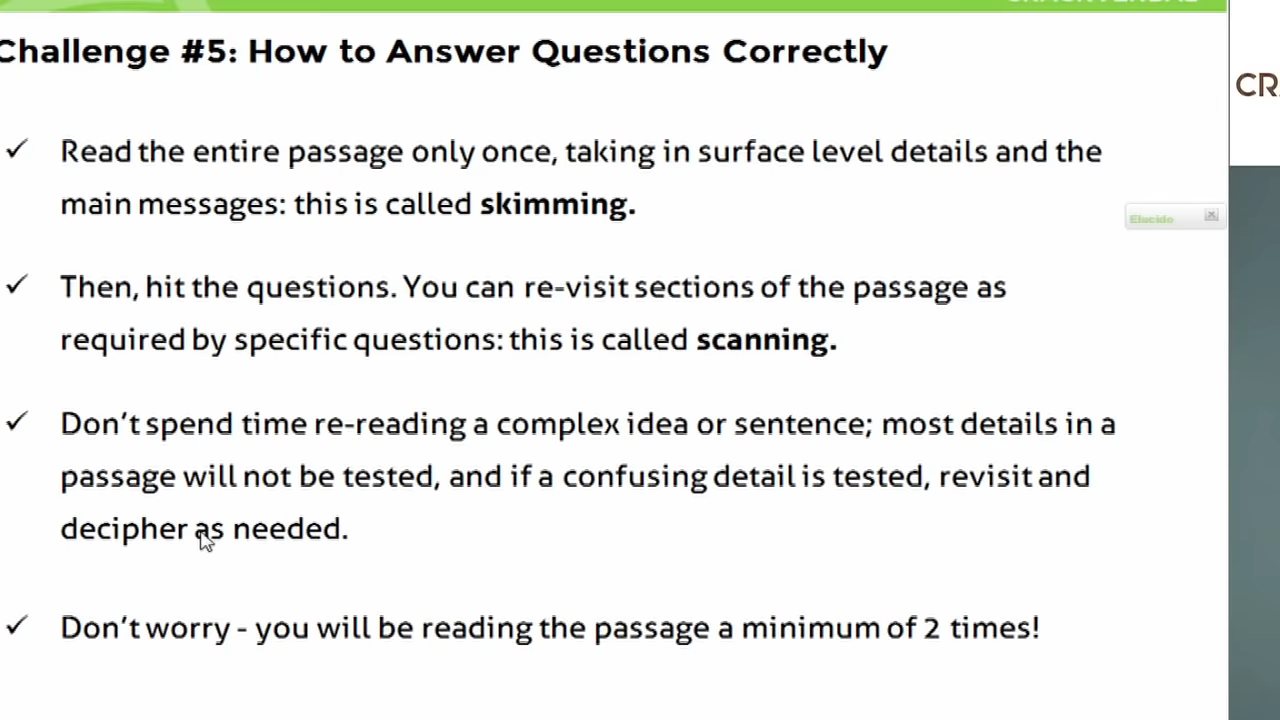 Challenge #5: How to Answer Questions Correctly
✓ Read the entire passage only once, taking in surface level details and the
main messages: this is called skimming.
Elucido
✓ Then, hit the questions. You can re-visit sections of the passage as
required by specific questions: this is called scanning.
✓ Don't spend time re-reading a complex idea or sentence; most details in a
passage will not be tested, and if a confusing detail is tested, revisit and
decipher as needed.
✓ Don't worry - you will be reading the passage a minimum of 2 times!